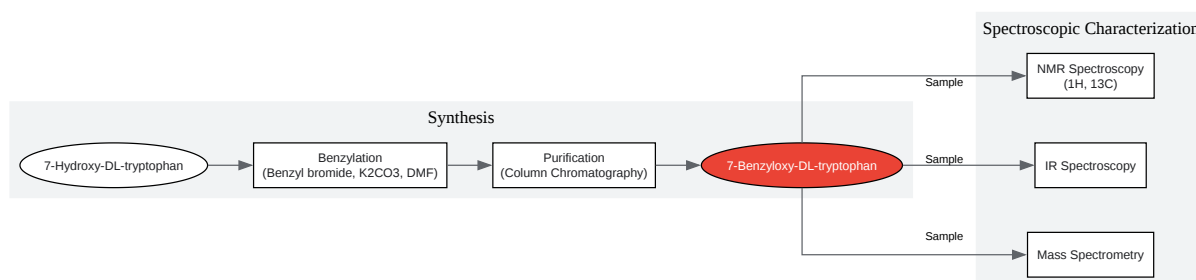 Spectroscopic Characterization
NMR Spectroscopy
(1H, 13C)
Sample
Synthesis
7-Hydroxy-DL-tryptophan
Benzylation
(Benzyl bromide, K2CO3, DMF)
Purification
(Column Chromatography)
7-Benzyloxy-DL-tryptophan
Sample
IR Spectroscopy
Sample
Mass Spectrometry